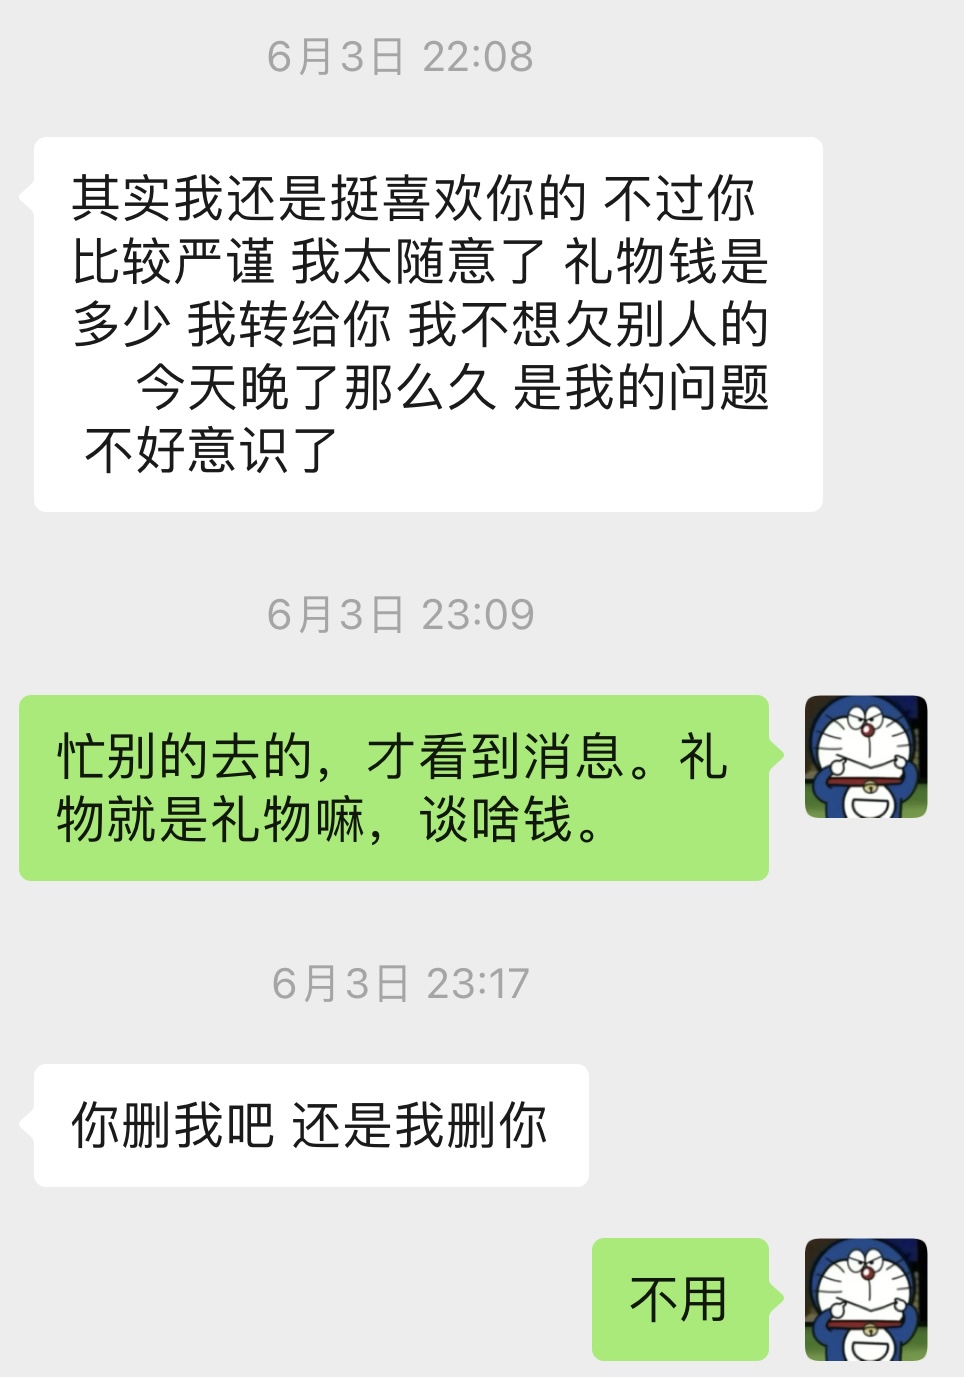 6月3日 22:08
其实我还是挺喜欢你的 不过你
比较严谨 我太随意了 礼物钱是
多少 我转给你 我不想欠别人的
今天晚了那么久 是我的问题
不好意识了
6月3日 23:09
忙别的去的，才看到消息。礼
物就是礼物嘛，谈啥钱。
6月3日 23:17
你删我吧 还是我删你
不用